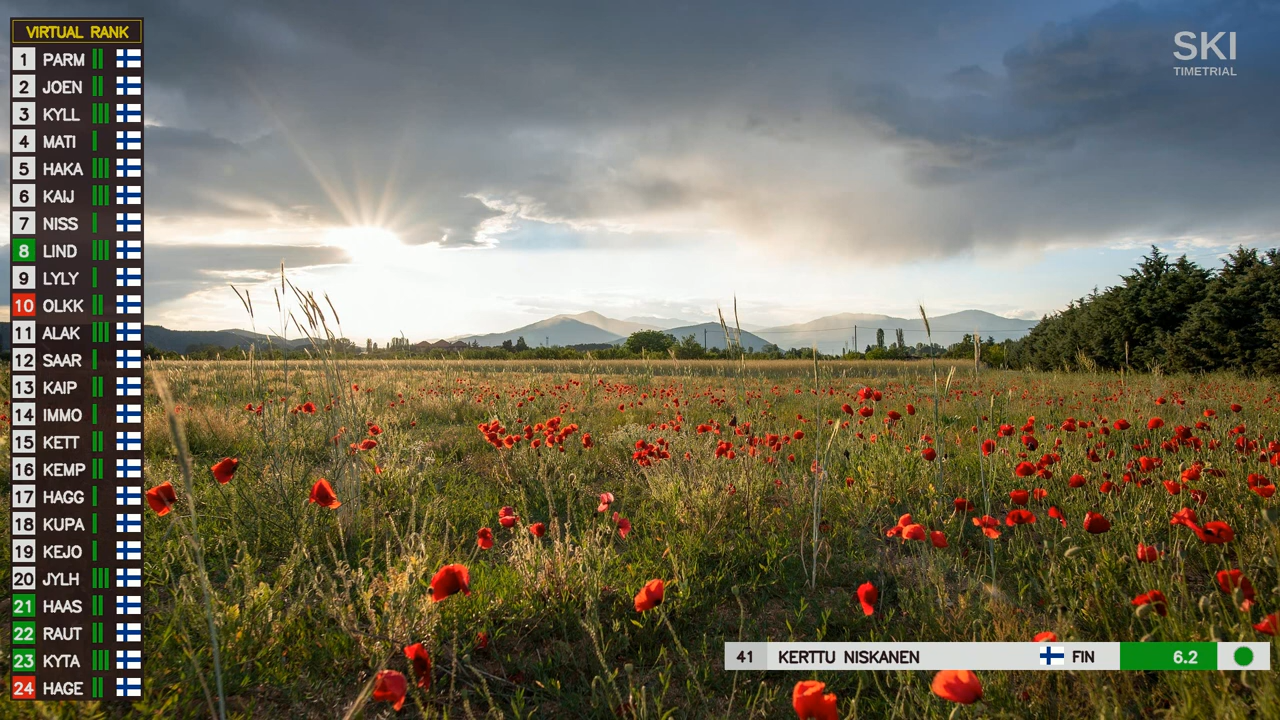 VIRTUAL RANK
1 PARM
2 JOEN
3 KYLL
4 MATI
5 HAKA
6 KAIJ
7 NISS
8 LIND
9 LYLY
10 OLKK
11 ALAK
12 SAAR
13 KAIP
14 IMMO
15 KETT
16 KEMP
17 HAGG
18 KUPA
19 KEJO
20 JYLH
21 HAAS
22 RAUT
23 KYTA
24 HAGE
SKI
TIMETRIAL
41 KERTTU NISKANEN FIN 6.2